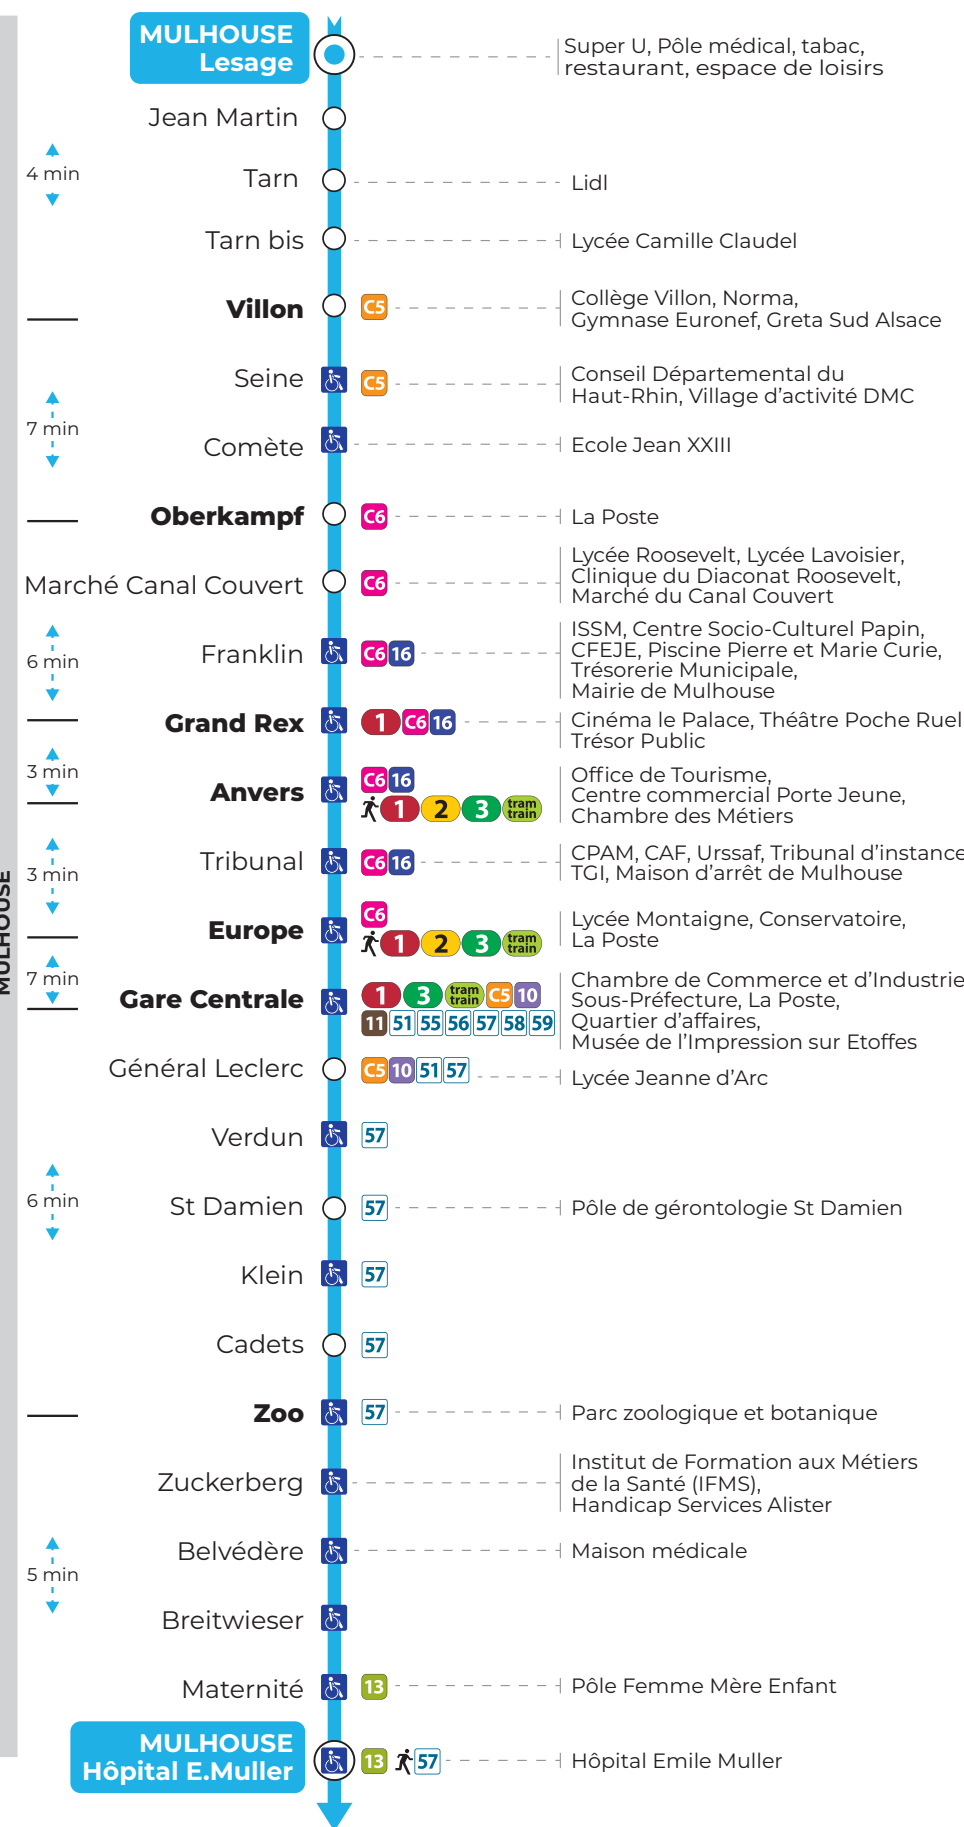 MULHOUSE
Lesage
Super U, Pôle médical, tabac,
restaurant, espace de loisirs
Jean Martin
4 min
Tarn
Lidl
Tarn bis
Lycée Camille Claudel
Villon
C5
Collège Villon, Norma,
Gymnase Euronef, Greta Sud Alsace
Seine
C5
Conseil Départemental du
Haut-Rhin, Village d'activité DMC
7 min
Comète
Ecole Jean XXIII
Oberkampf
C6
La Poste
Marché Canal Couvert
C6
Lycée Roosevelt, Lycée Lavoisier,
Clinique du Diaconat Roosevelt,
Marché du Canal Couvert
6 min
Franklin
C6 16
ISSM, Centre Socio-Culturel Papin,
CFEJE, Piscine Pierre et Marie Curie,
Trésorerie Municipale,
Mairie de Mulhouse
Grand Rex
1 C6 16
Cinéma le Palace, Théâtre Poche Ruel
Trésor Public
3 min
Anvers
C6 16
1 2 3 tram train
Office de Tourisme,
Centre commercial Porte Jeune,
Chambre des Métiers
3 min
Tribunal
C6 16
CPAM, CAF, Urssaf, Tribunal d'instance
TGI, Maison d'arrêt de Mulhouse
MULHOUSE
Europe
C6
1 2 3 tram train
Lycée Montaigne, Conservatoire,
La Poste
7 min
Gare Centrale
1 3 tram train C5 10
11 51 55 56 57 58 59
Chambre de Commerce et d'Industrie
Sous-Préfecture, La Poste,
Quartier d'affaires,
Musée de l'Impression sur Etoffes
Général Leclerc
C5 10 51 57
Lycée Jeanne d'Arc
Verdun
57
6 min
St Damien
57
Pôle de gérontologie St Damien
Klein
57
Cadets
57
Zoo
57
Parc zoologique et botanique
Zuckerberg
Institut de Formation aux Métiers
de la Santé (IFMS),
Handicap Services Alister
Belvédère
Maison médicale
5 min
Breitwieser
Maternité
13
Pôle Femme Mère Enfant
MULHOUSE
Hôpital E.Muller
13 57
Hôpital Emile Muller